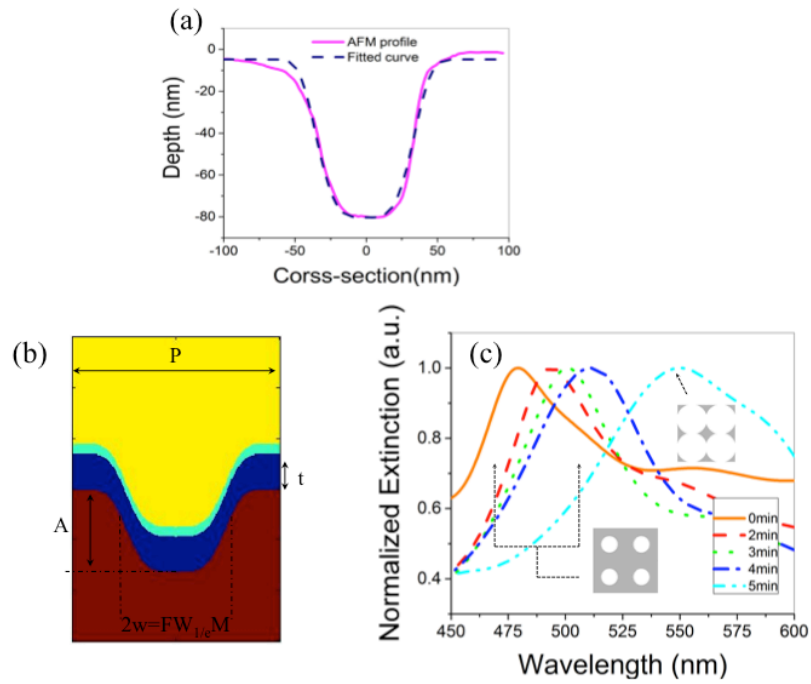 (a)
AFM profile
Fitted curve
0
-20
-40
-60
-80
Depth (nm)
-100
-50
0
50
100
Corss-section(nm)
(b)
P
t
A
2w=FW1/eM
(c)
Normalized Extinction (a.u.)
1.0
0.8
0.6
0.4
0min
2min
3min
4min
5min
450
475
500
525
550
575
600
Wavelength (nm)